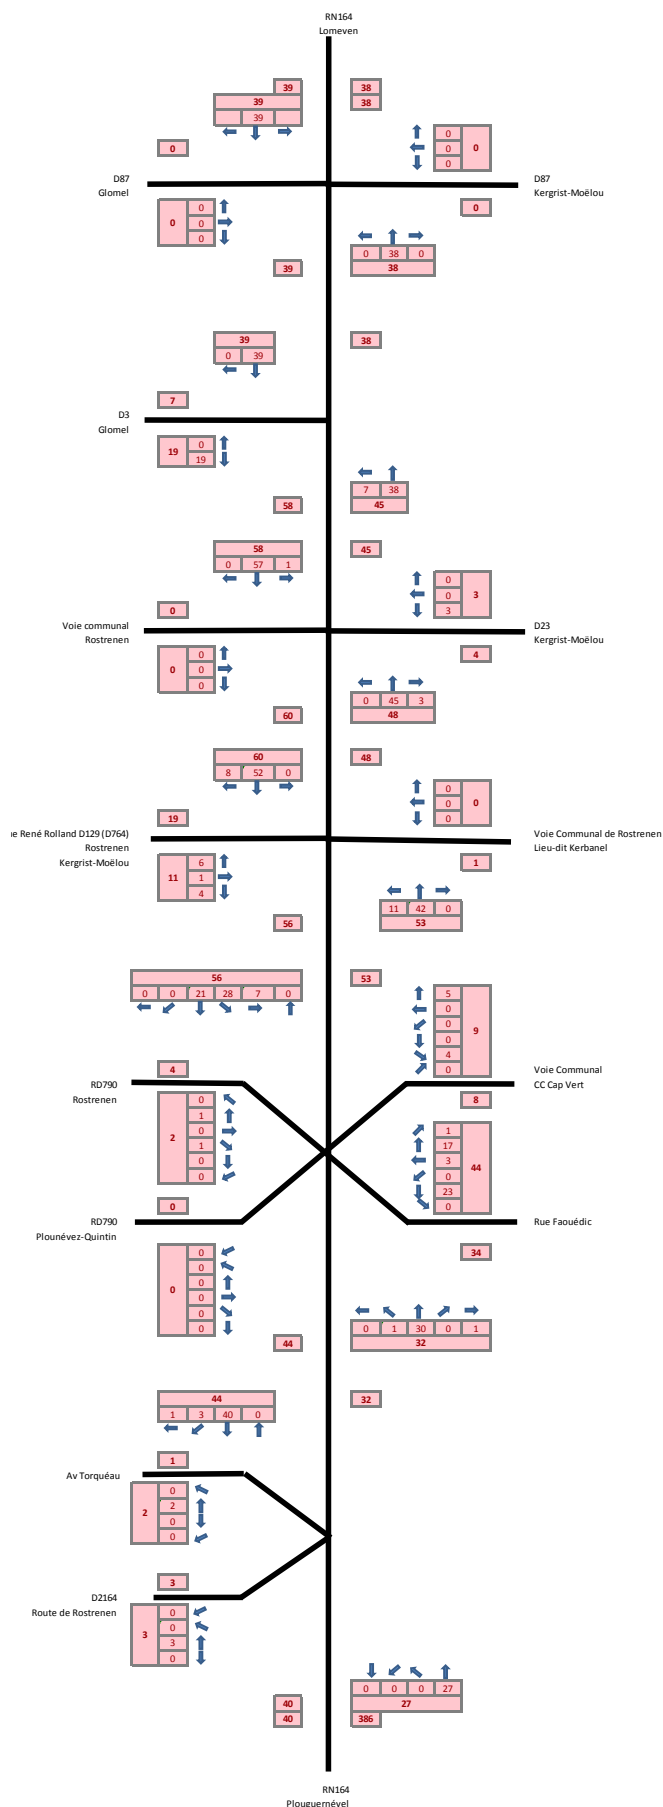 RN164
Lomeven
39 38
39 38
39
0
0
0
0
0
D87
Glomel
D87
Kergrist-Moëlou
0
0
0
0
0
0 38 0
39 38
39 38
0 39
7
D3
Glomel
19
0
19
7 38
58 45
58 45
0 57 1
0
0
0
3
3
Voie communal
Rostrenen
D23
Kergrist-Moëlou
0
0
0
0
4
0 45 3
60 48
60 48
8 52 0
19
0
0
0
0
ue René Rolland D129 (D764)
Rostrenen
Kergrist-Moëlou
Voie Communal de Rostrenen
Lieu-dit Kerbanel
11
6
1
4
1
11 42 0
56 53
56 53
0 0 21 28 7 0
5
0
0
0
4
0
9
4
RD790
Rostrenen
Voie Communal
CC Cap Vert
8
2
0
1
0
1
0
0
1
17
3
0
23
0
44
0
RD790
Plounévez-Quintin
Rue Faouédic
34
0
0
0
0
0
0
0
0 1 30 0 1
44 32
44 32
1 3 40 0
1
Av Torquéau
2
0
2
0
0
3
D2164
Route de Rostrenen
3
0
0
3
0
0 0 0 27
40 27
40 386
RN164
Plouguernével